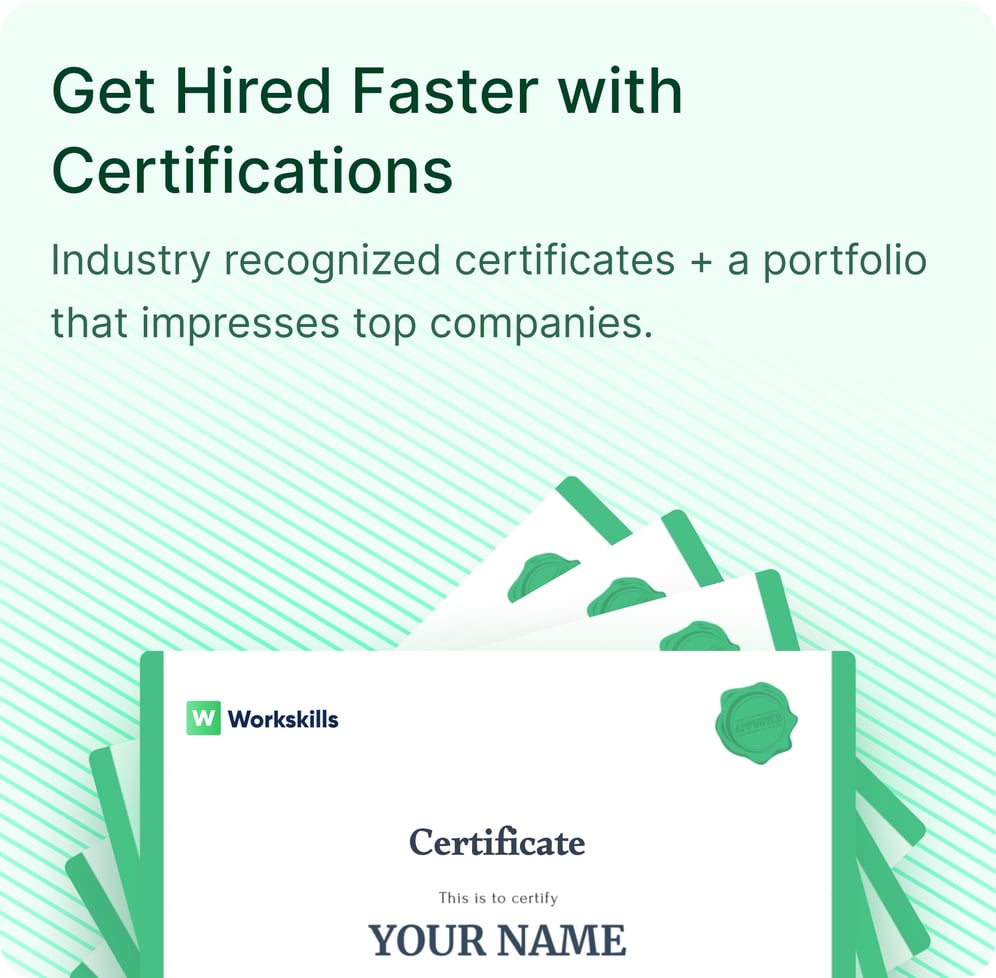 Get Hired Faster with
Certifications
Industry recognized certificates + a portfolio
that impresses top companies.
W Workskills
APPROVED
Certificate
This is to certify
YOUR NAME